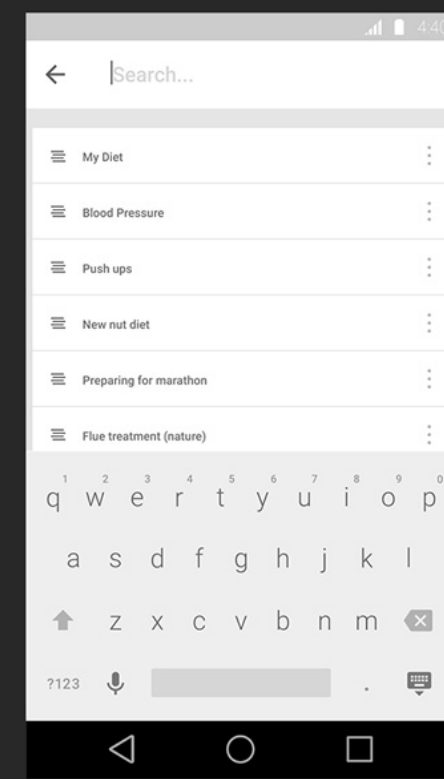 4:40
Search...
My Diet
Blood Pressure
Push ups
New nut diet
Preparing for marathon
Flue treatment (nature)
1 2 3 4 5 6 7 8 9 0
q w e r t y u i o p
a s d f g h j k l
z x c v b n m
?123 .